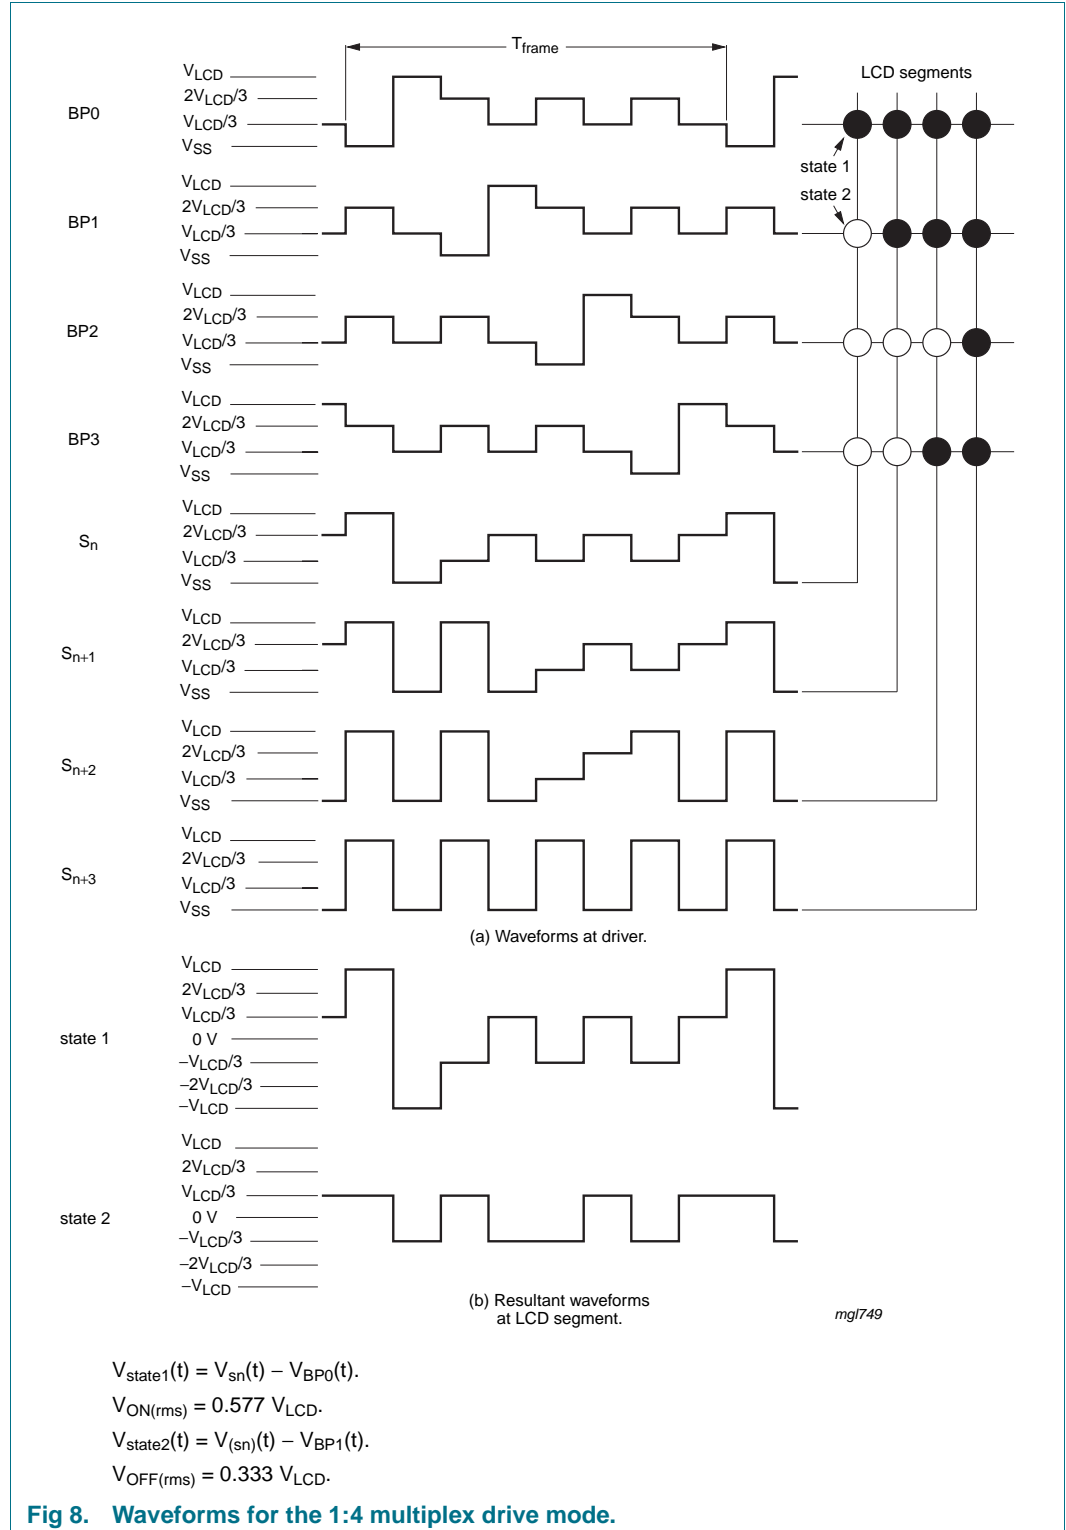 Tframe
LCD segments
BP0
VLCD
2VLCD/3
VLCD/3
VSS
state 1
state 2
BP1
VLCD
2VLCD/3
VLCD/3
VSS
BP2
VLCD
2VLCD/3
VLCD/3
VSS
BP3
VLCD
2VLCD/3
VLCD/3
VSS
Sn
VLCD
2VLCD/3
VLCD/3
VSS
Sn+1
VLCD
2VLCD/3
VLCD/3
VSS
Sn+2
VLCD
2VLCD/3
VLCD/3
VSS
Sn+3
VLCD
2VLCD/3
VLCD/3
VSS
(a) Waveforms at driver.
state 1
VLCD
2VLCD/3
VLCD/3
0 V
−VLCD/3
−2VLCD/3
−VLCD
state 2
VLCD
2VLCD/3
VLCD/3
0 V
−VLCD/3
−2VLCD/3
−VLCD
(b) Resultant waveforms
at LCD segment.
mgl749
Vstate1(t) = Vsn(t) − VBP0(t).
VON(rms) = 0.577 VLCD.
Vstate2(t) = V(sn)(t) − VBP1(t).
VOFF(rms) = 0.333 VLCD.
Fig 8. Waveforms for the 1:4 multiplex drive mode.